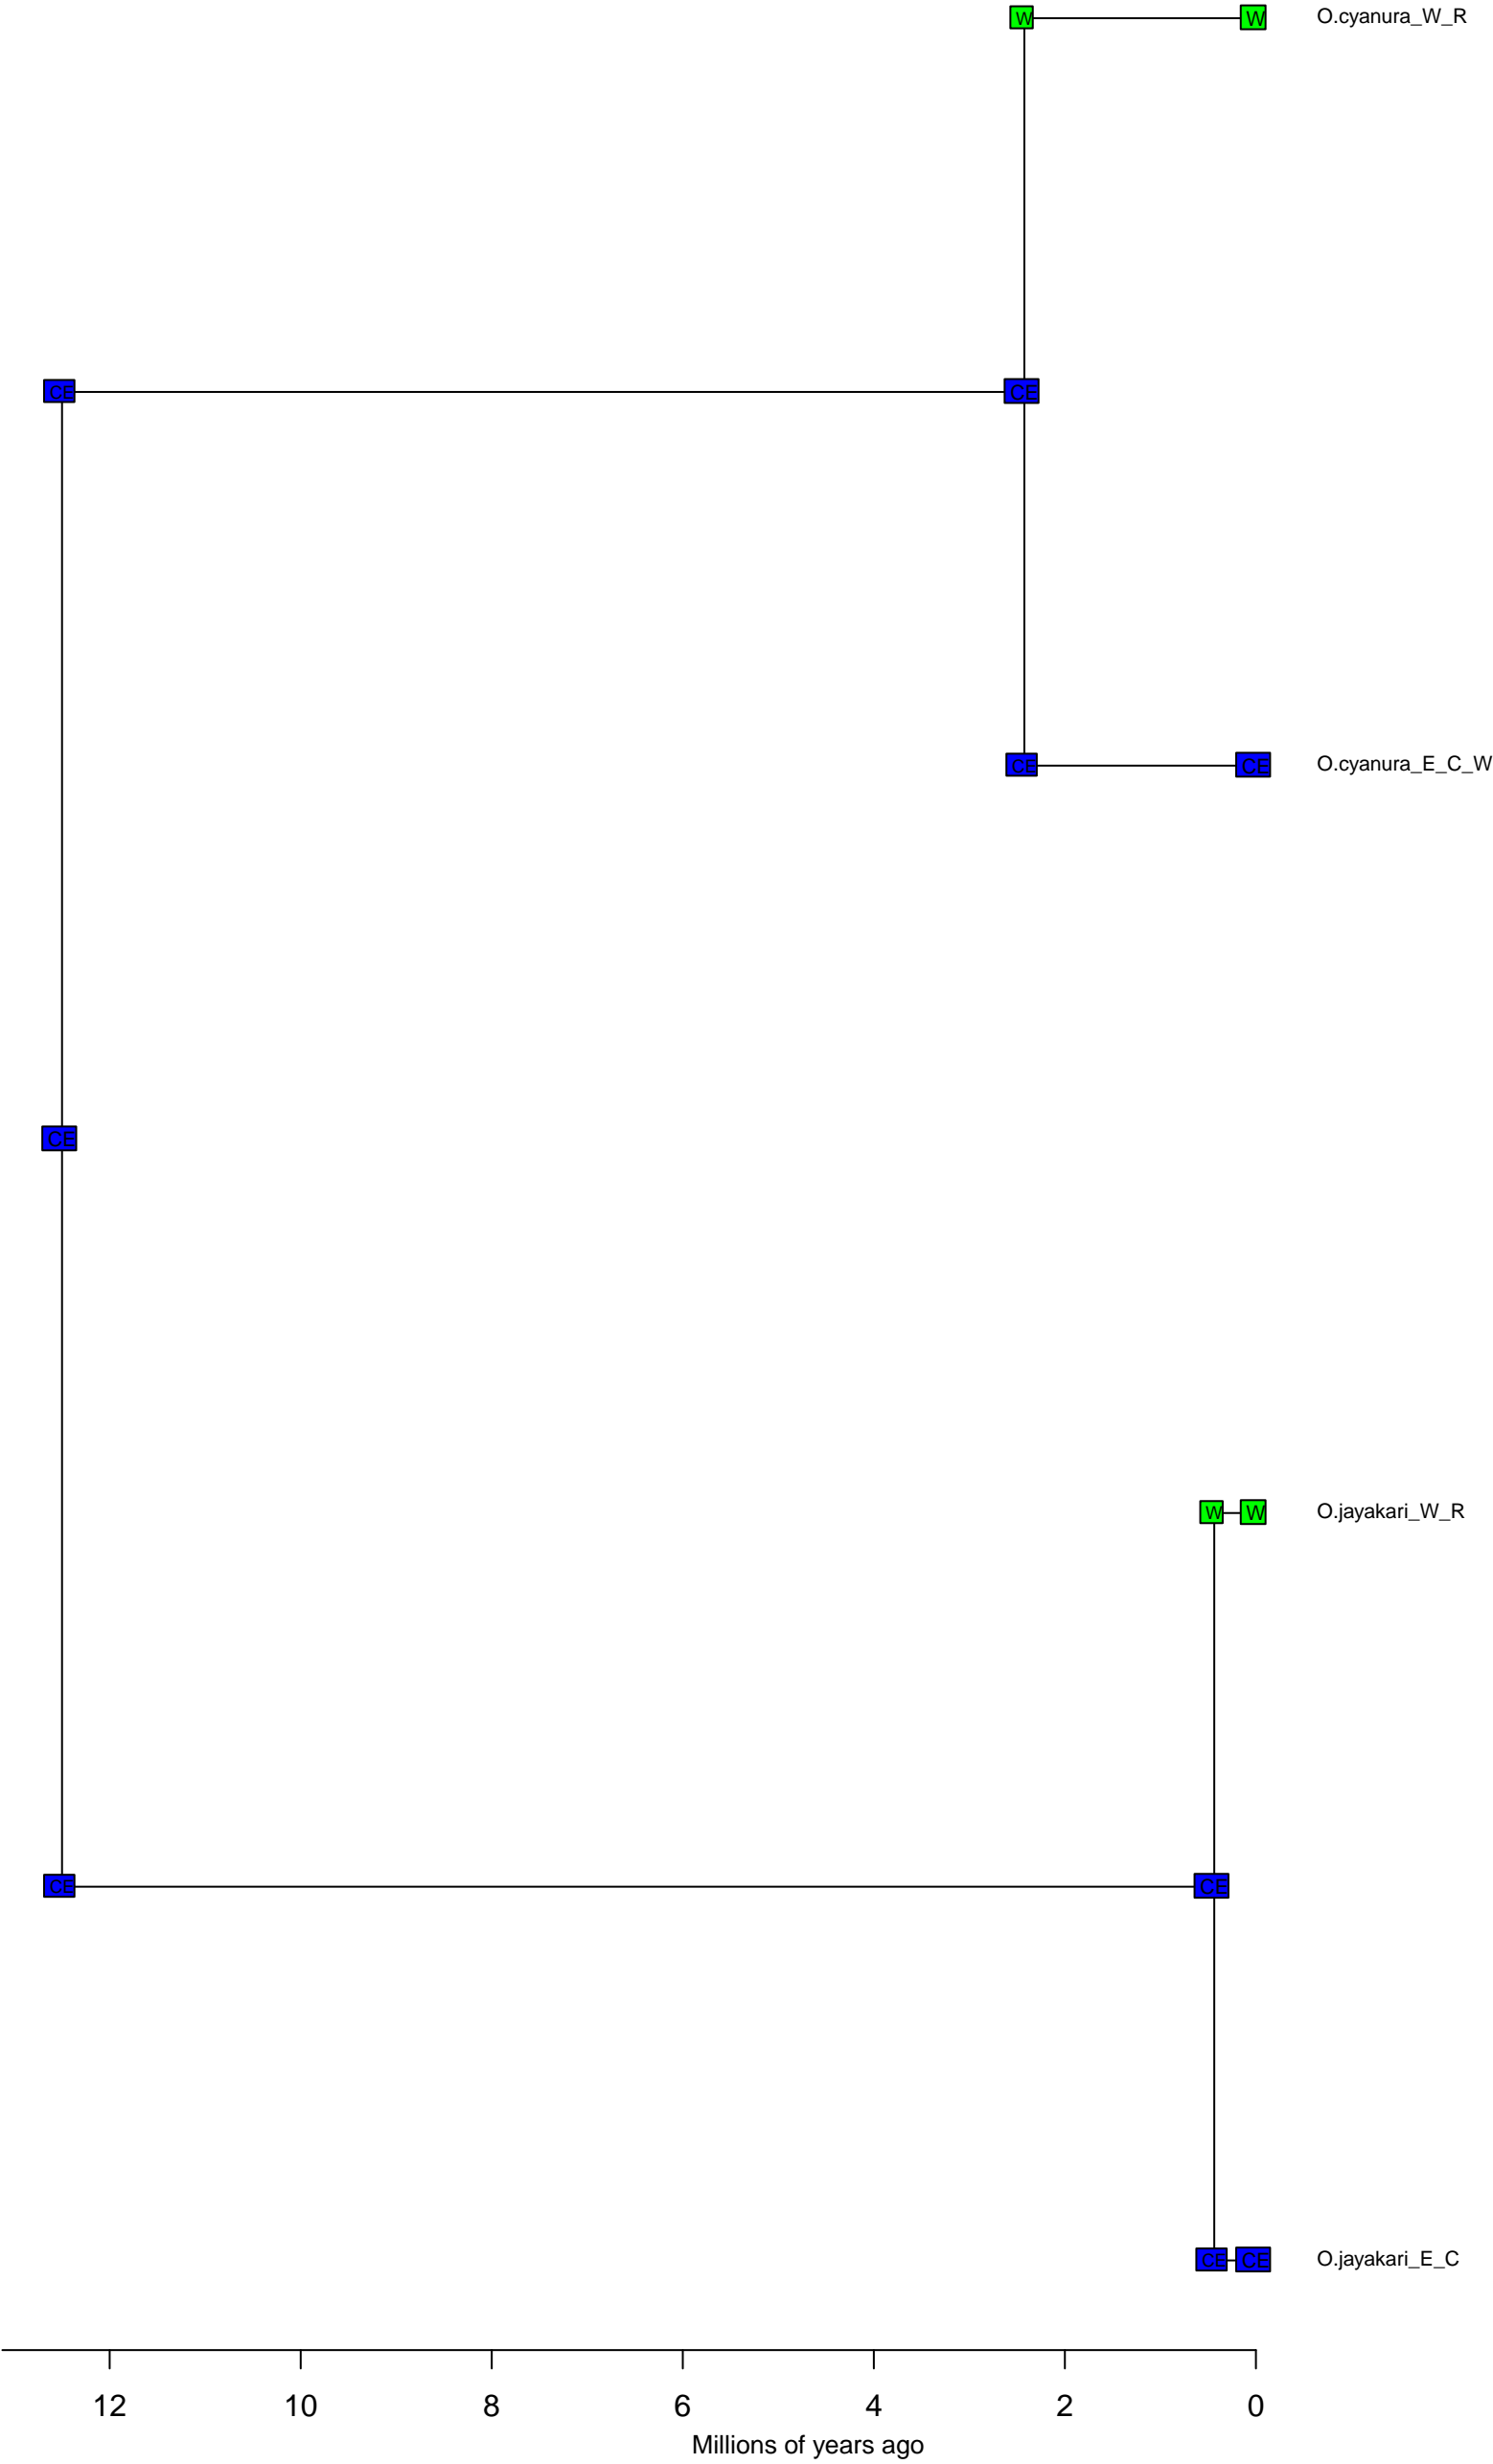 W W O.cyanura_W_R
CE CE
CE CE O.cyanura_E_C_W
CE
W W O.jayakari_W_R
CE CE
CE CE O.jayakari_E_C
12 10 8 6 4 2 0
Millions of years ago